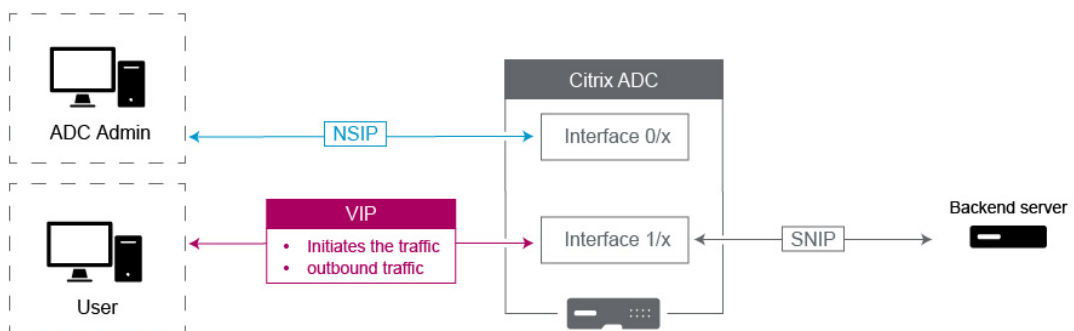 Citrix ADC
ADC Admin
NSIP
Interface 0/x
VIP
• Initiates the traffic
• outbound traffic
Interface 1/x
SNIP
Backend server
User